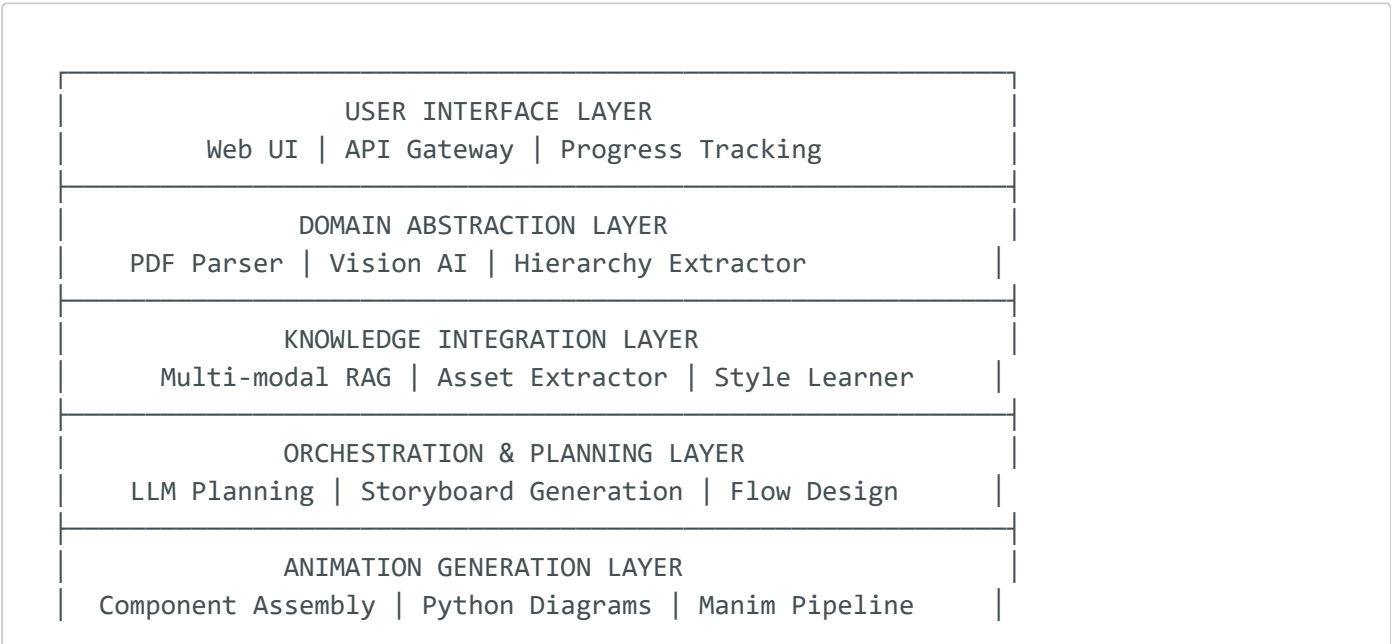 USER INTERFACE LAYER
Web UI | API Gateway | Progress Tracking
DOMAIN ABSTRACTION LAYER
PDF Parser | Vision AI | Hierarchy Extractor
KNOWLEDGE INTEGRATION LAYER
Multi-modal RAG | Asset Extractor | Style Learner
ORCHESTRATION & PLANNING LAYER
LLM Planning | Storyboard Generation | Flow Design
ANIMATION GENERATION LAYER
Component Assembly | Python Diagrams | Manim Pipeline